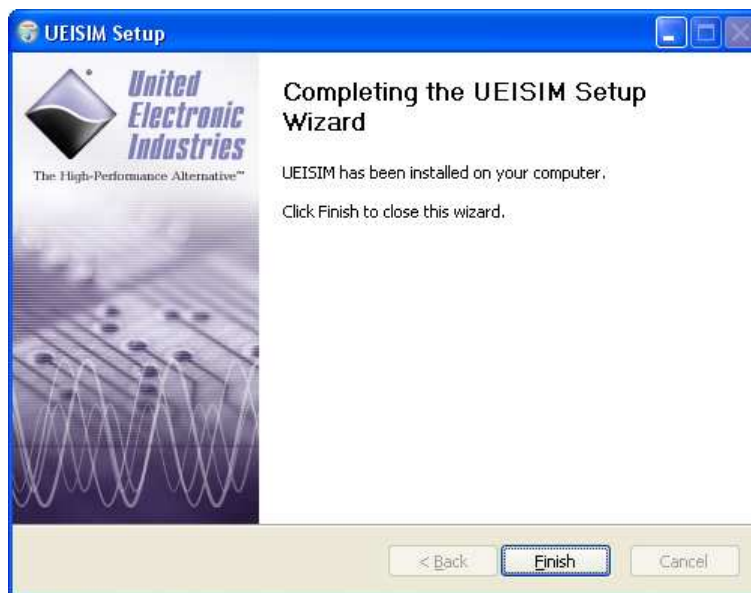 UEISIM Setup
United
Electronic
Industries
The High-Performance Alternative™
Completing the UEISIM Setup
Wizard
UEISIM has been installed on your computer.
Click Finish to close this wizard.
< Back
Finish
Cancel